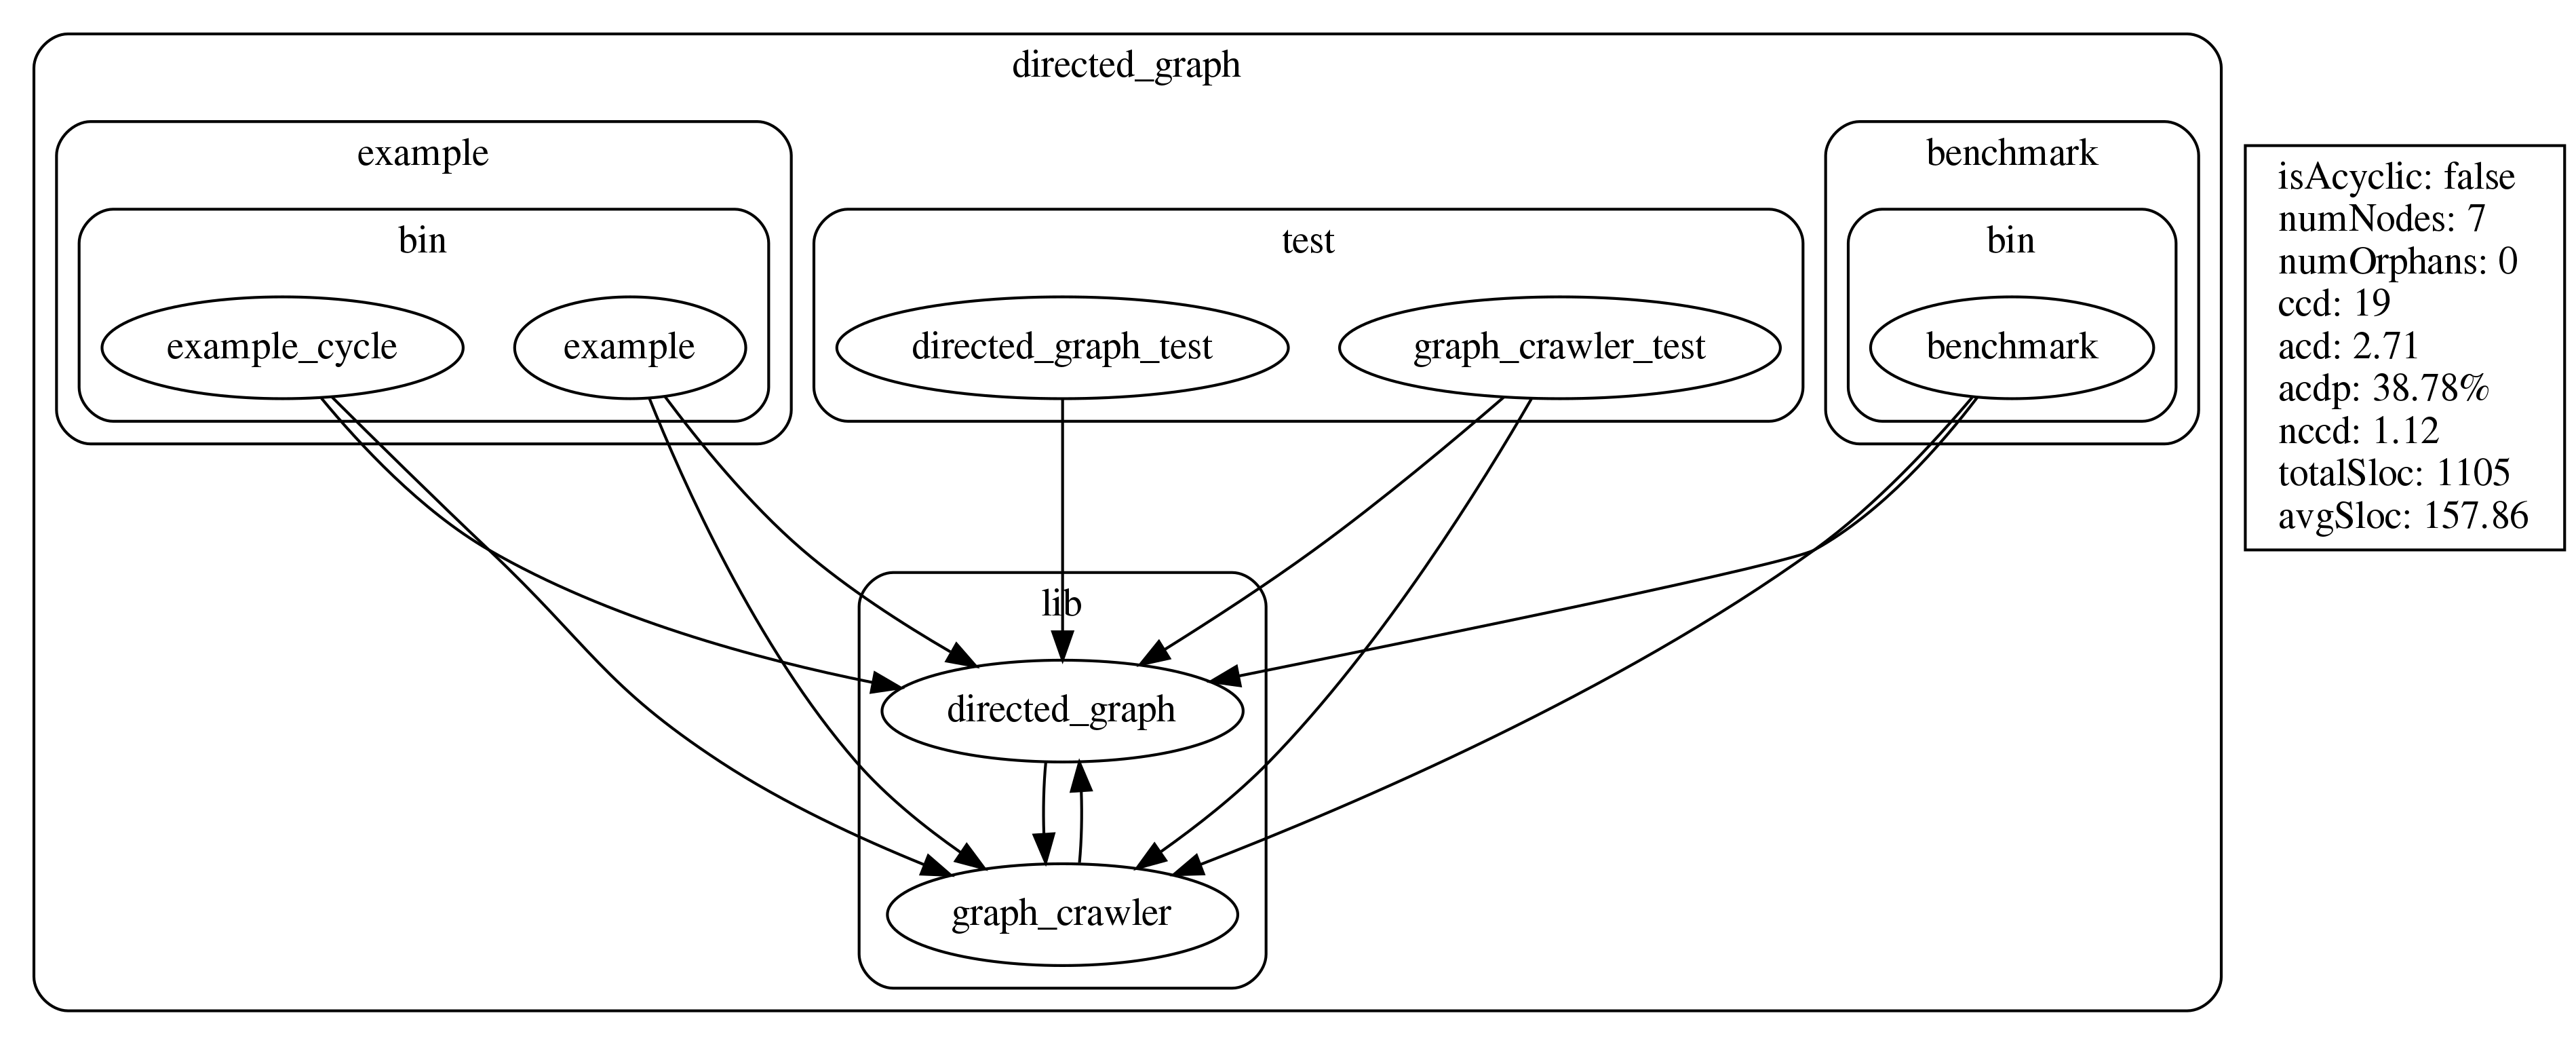 directed_graph
example
benchmark
bin
test
bin
example_cycle
example
directed_graph_test
graph_crawler_test
benchmark
lib
directed_graph
graph_crawler
isAcyclic: false
numNodes: 7
numOrphans: 0
ccd: 19
acd: 2.71
acdp: 38.78%
nccd: 1.12
totalSloc: 1105
avgSloc: 157.86